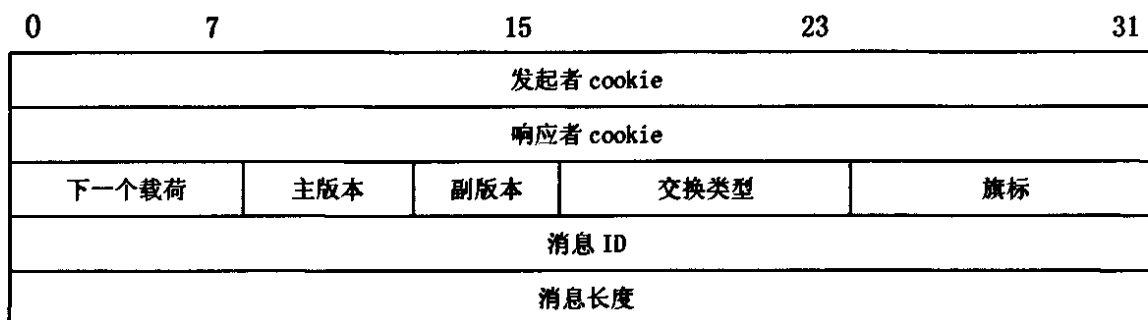 0 7 15 23 31
发起者 cookie
响应者 cookie
下一个载荷 主版本 副版本 交换类型 旗标
消息 ID
消息长度